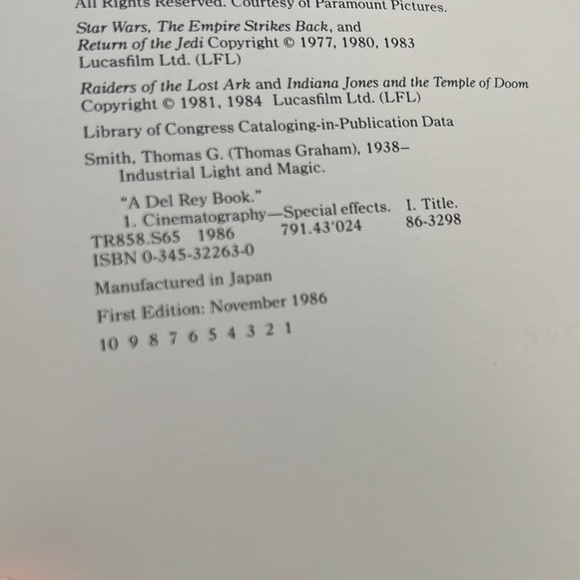 All Rights Reserved. Courtesy of Paramount Pictures.
Star Wars, The Empire Strikes Back, and
Return of the Jedi Copyright © 1977, 1980, 1983
Lucasfilm Ltd. (LFL)
Raiders of the Lost Ark and Indiana Jones and the Temple of Doom
Copyright © 1981, 1984 Lucasfilm Ltd. (LFL)
Library of Congress Cataloging-in-Publication Data
Smith, Thomas G. (Thomas Graham), 1938–
Industrial Light and Magic.
"A Del Rey Book."
1. Cinematography—Special effects. I. Title.
TR858.S65 1986 791.43'024 86-3298
ISBN 0-345-32263-0
Manufactured in Japan
First Edition: November 1986
10 9 8 7 6 5 4 3 2 1